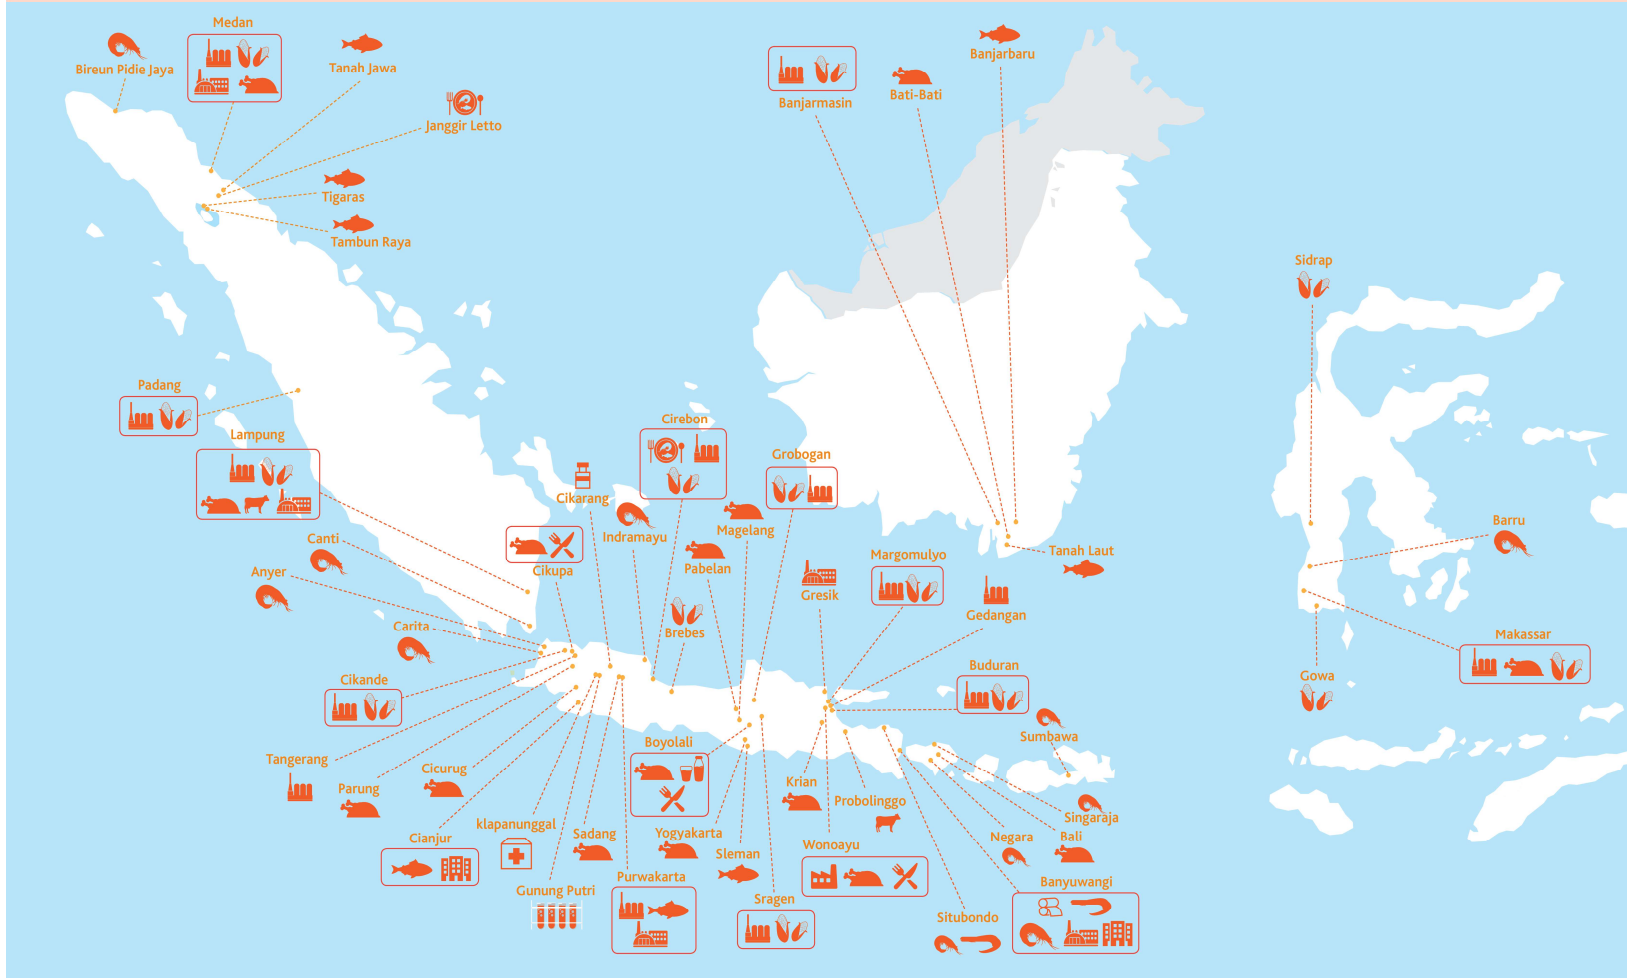 Medan
Bireun Pidie Jaya
Tanah Jawa
Janggir Letto
Tigaras
Tambun Raya
Banjarmasin
Bati-Bati
Banjarbaru
Sidrap
Padang
Lampung
Cirebon
Grobogan
Cikarang
Indramayu
Magelang
Pabelan
Canti
Anyer
Cikupa
Margomulyo
Tanah Laut
Barru
Gresik
Gedangan
Carita
Brebes
Makassar
Cikande
Buduran
Gowa
Sumbawa
Tangerang
Boyolali
Parung
Cicurug
Krian
Probolinggo
Singaraja
klapanunggal
Cianjur
Sadang
Yogyakarta
Sleman
Wonoayu
Negara
Bali
Gunung Putri
Purwakarta
Sragen
Situbondo
Banyuwangi